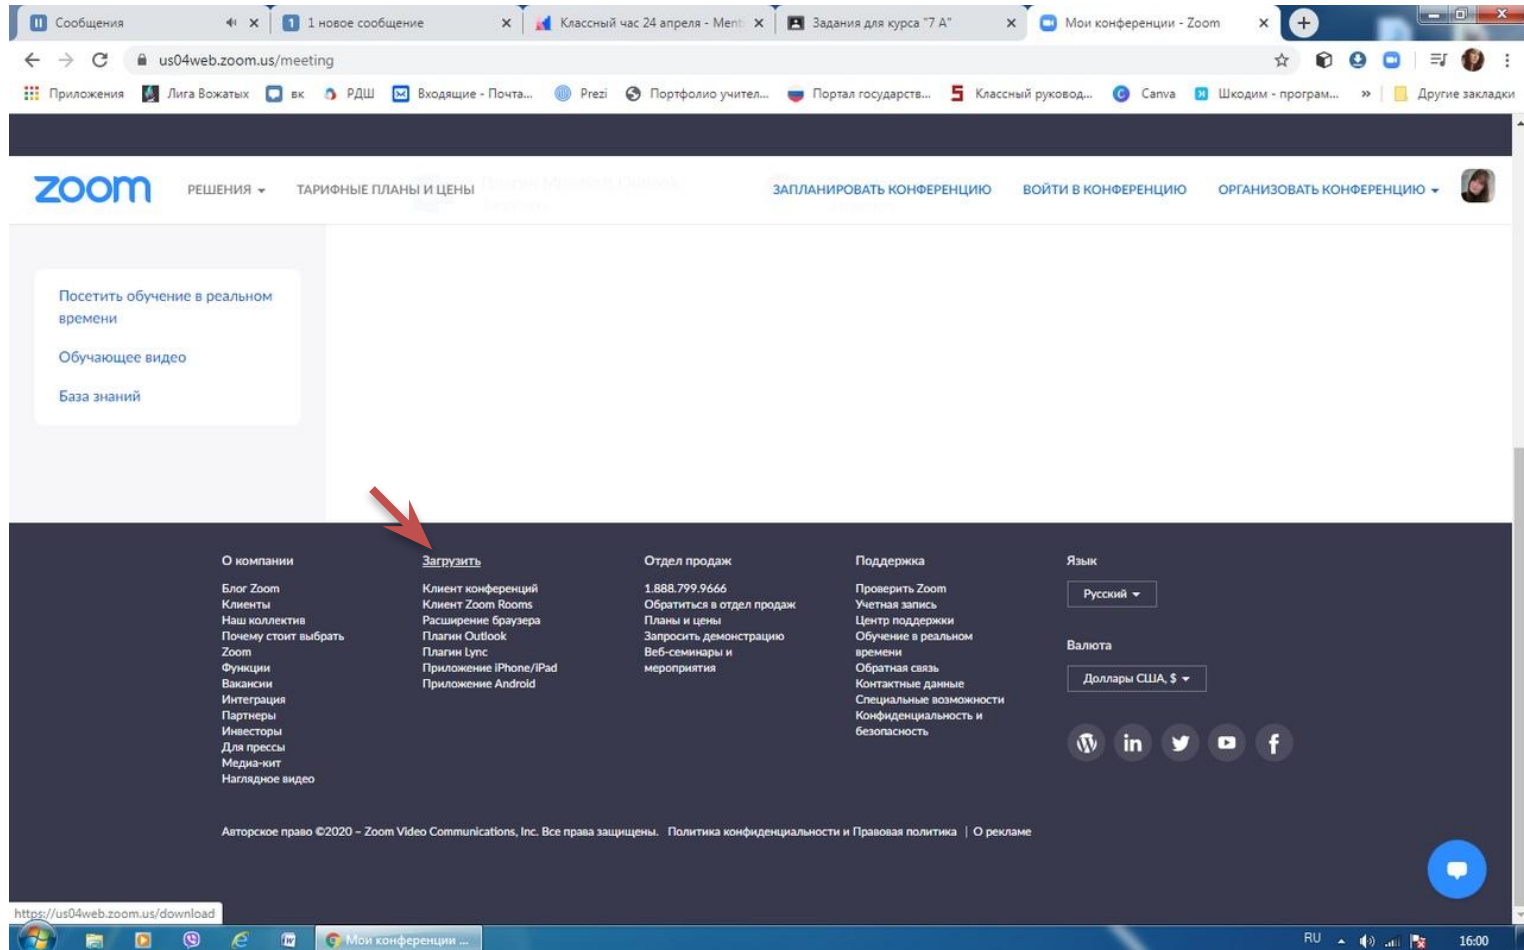 Сообщения
1 новое сообщение
Классный час 24 апреля - Menti
Задания для курса "7 А"
Мои конференции - Zoom
us04web.zoom.us/meeting
Приложения
Лига Вожатых
вк
РДШ
Входящие - Почта...
Prezi
Портфолио учител...
Портал государств...
Классный руковод...
Canva
Шкодим - програм...
»
Другие закладки
zoom
РЕШЕНИЯ
ТАРИФНЫЕ ПЛАНЫ И ЦЕНЫ
ЗАПЛАНИРОВАТЬ КОНФЕРЕНЦИЮ
ВОЙТИ В КОНФЕРЕНЦИЮ
ОРГАНИЗОВАТЬ КОНФЕРЕНЦИЮ
Посетить обучение в реальном
времени
Обучающее видео
База знаний
О компании
Блог Zoom
Клиенты
Наш коллектив
Почему стоит выбрать
Zoom
Функции
Вакансии
Интеграция
Партнеры
Инвесторы
Для прессы
Медиа-кит
Наглядное видео
Загрузить
Клиент конференций
Клиент Zoom Rooms
Расширение браузера
Плагин Outlook
Плагин Lync
Приложение iPhone/iPad
Приложение Android
Отдел продаж
1.888.799.9666
Обратиться в отдел продаж
Планы и цены
Запросить демонстрацию
Веб-семинары и
мероприятия
Поддержка
Проверить Zoom
Учетная запись
Центр поддержки
Обучение в реальном
времени
Обратная связь
Контактные данные
Специальные возможности
Конфиденциальность и
безопасность
Язык
Русский
Валюта
Доллары США, $
Авторское право ©2020 – Zoom Video Communications, Inc. Все права защищены. Политика конфиденциальности и Правовая политика | О рекламе
https://us04web.zoom.us/download
Мои конференции ...
RU
16:00